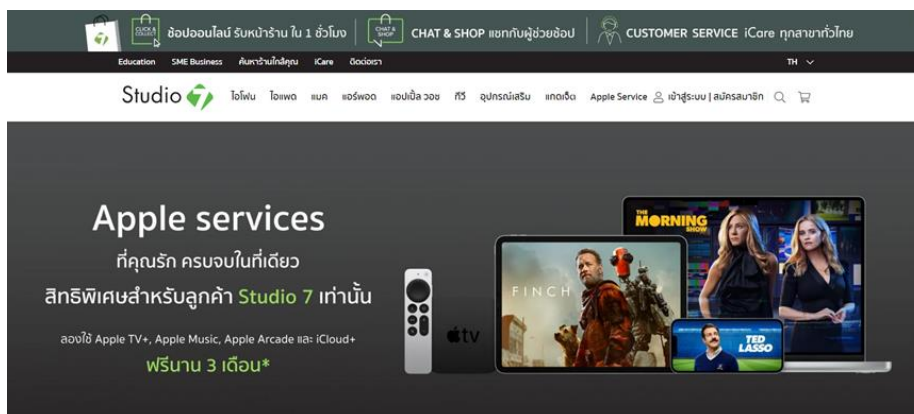 CLICK & COLLECT
ช้อปออนไลน์ รับหน้าร้าน ใน 1 ชั่วโมง
CHAT & SHOP
CHAT & SHOP แชทกับผู้ช่วยช้อป
CUSTOMER SERVICE iCare ทุกสาขาทั่วไทย
Education SME Business ค้นหาร้านใกล้คุณ iCare ติดต่อเรา TH
Studio 7 ไอโฟน ไอแพด แมค แอร์พอด แอปเปิ้ล วอช ทีวี อุปกรณ์เสริม แกดเจ็ต Apple Service เข้าสู่ระบบ | สมัครสมาชิก
Apple services
ที่คุณรัก ครบจบในที่เดียว
สิทธิพิเศษสำหรับลูกค้า Studio 7 เท่านั้น
ลองใช้ Apple TV+, Apple Music, Apple Arcade และ iCloud+
ฟรีนาน 3 เดือน*
tv
FINCH
THE
MORNING
SHOW
TED
LASSO